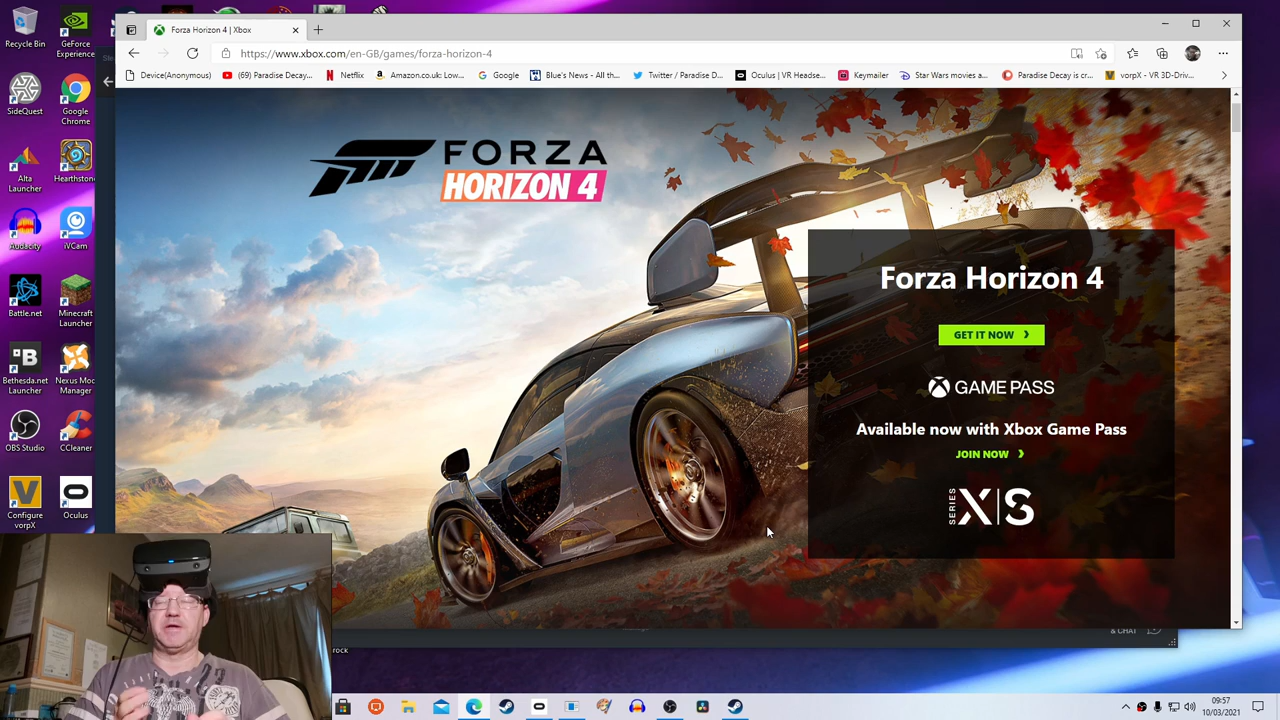 Forza Horizon 4 | Xbox
https://www.xbox.com/en-GB/games/forza-horizon-4
Device(Anonymous)
(69) Paradise Decay...
Netflix
Amazon.co.uk: Low...
Google
Blue's News - All th...
Twitter / Paradise D...
Oculus | VR Headse...
Keymailer
Star Wars movies a...
Paradise Decay is cr...
vorpX - VR 3D-Driv...
Recycle Bin
GeForce
Experience
SideQuest
Google
Chrome
Alta
Launcher
Hearthstone
Audacity
iVCam
Battle.net
Minecraft
Launcher
Bethesda.net
Launcher
Nexus Mod
Manager
OBS Studio
CCleaner
Configure
vorpX
Oculus
FORZA
HORIZON 4
Forza Horizon 4
GET IT NOW
GAME PASS
Available now with Xbox Game Pass
JOIN NOW
SERIES X|S
& CHAT
rock
09:57
10/03/2021